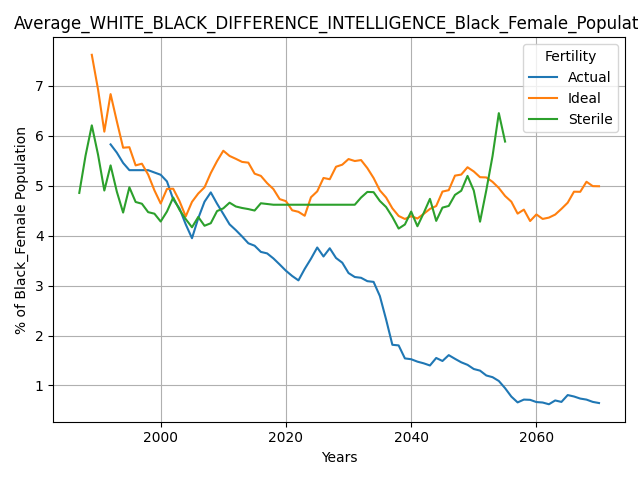 Average_WHITE_BLACK_DIFFERENCE_INTELLIGENCE_Black_Female_Populat
Fertility
Actual
Ideal
Sterile
7
6
5
4
3
2
1
% of Black_Female Population
2000
2020
2040
2060
Years